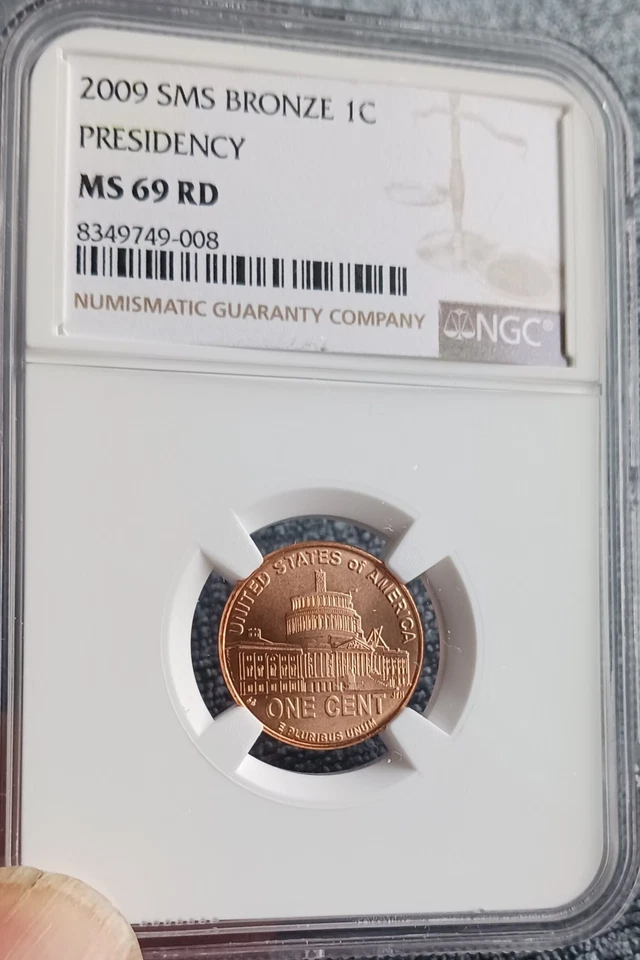 2009 SMS BRONZE 1C
PRESIDENCY
MS 69 RD
8349749-008
NUMISMATIC GUARANTY COMPANY
NGC®
UNITED STATES of AMERICA
ONE CENT
E PLURIBUS UNUM